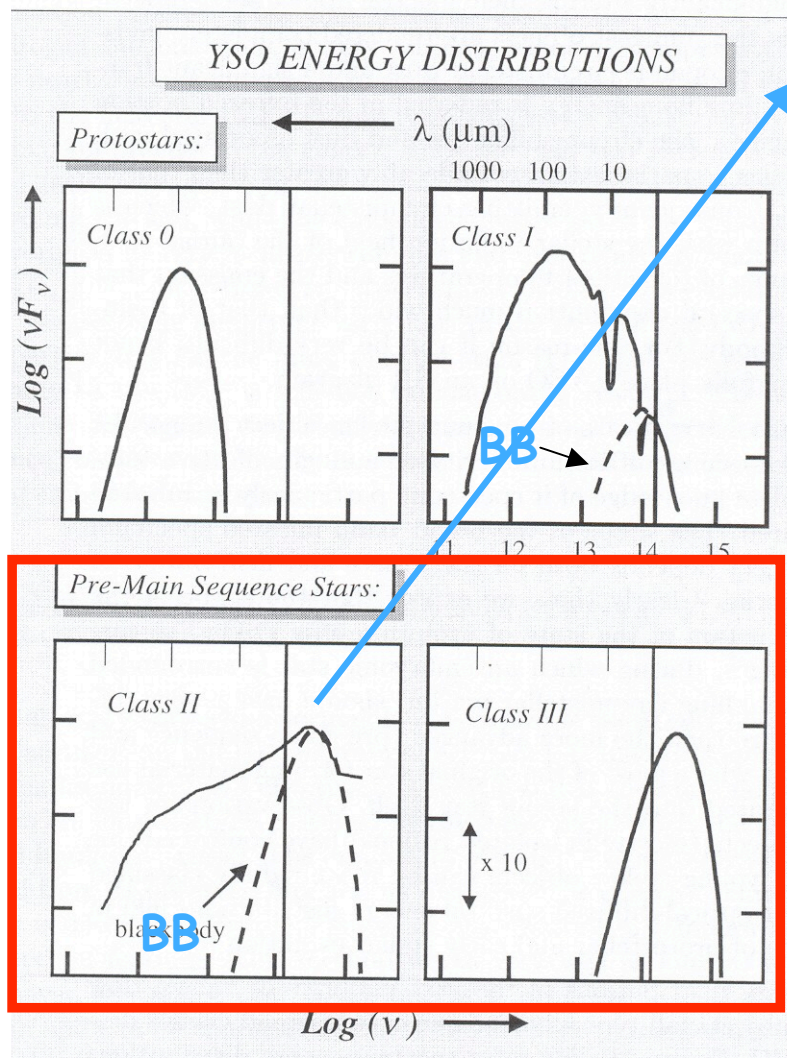 YSO ENERGY DISTRIBUTIONS
Protostars:
λ (μm)
1000 100 10
Class 0
Class I
Log (νFν)
BB
11 12 13 14 15
Pre-Main Sequence Stars:
Class II
Class III
x 10
blackbody
BB
Log (ν)